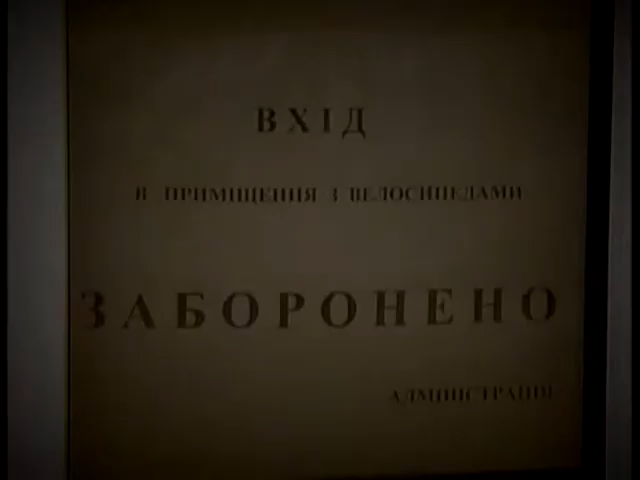 ВХІД
В ПРИМІЩЕННЯ З ВЕЛОСИПЕДАМИ
ЗАБОРОНЕНО
АДМІНІСТРАЦІЯ